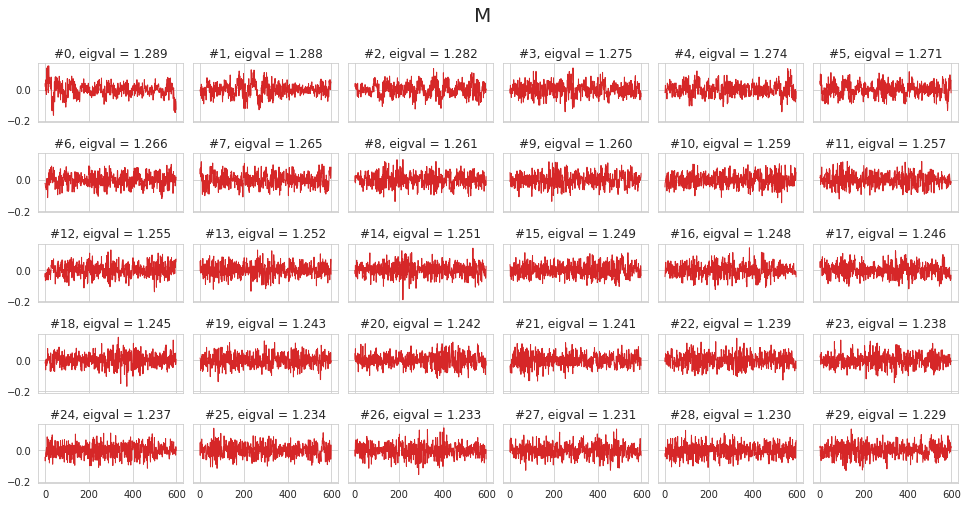 M
#0, eigval = 1.289 #1, eigval = 1.288 #2, eigval = 1.282 #3, eigval = 1.275 #4, eigval = 1.274 #5, eigval = 1.271
0.0
−0.2
#6, eigval = 1.266 #7, eigval = 1.265 #8, eigval = 1.261 #9, eigval = 1.260 #10, eigval = 1.259 #11, eigval = 1.257
0.0
−0.2
#12, eigval = 1.255 #13, eigval = 1.252 #14, eigval = 1.251 #15, eigval = 1.249 #16, eigval = 1.248 #17, eigval = 1.246
0.0
−0.2
#18, eigval = 1.245 #19, eigval = 1.243 #20, eigval = 1.242 #21, eigval = 1.241 #22, eigval = 1.239 #23, eigval = 1.238
0.0
−0.2
#24, eigval = 1.237 #25, eigval = 1.234 #26, eigval = 1.233 #27, eigval = 1.231 #28, eigval = 1.230 #29, eigval = 1.229
0.0
−0.2
0 200 400 600 0 200 400 600 0 200 400 600 0 200 400 600 0 200 400 600 0 200 400 600